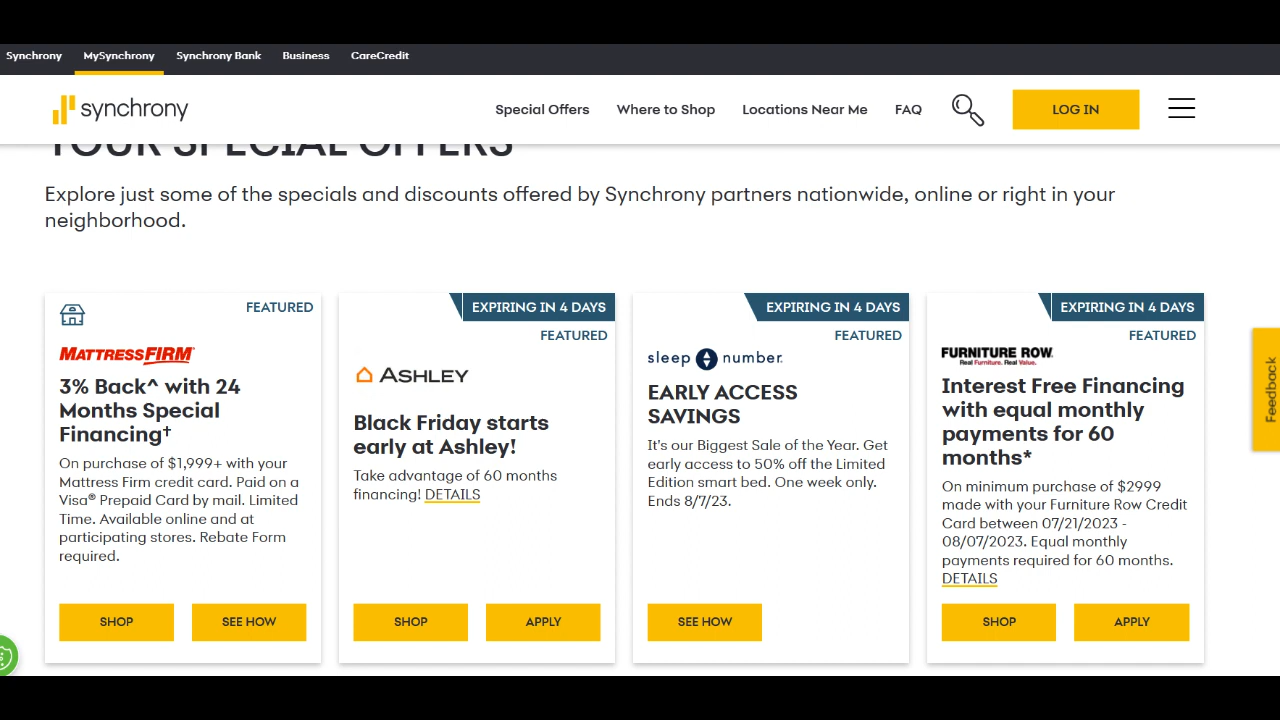 Synchrony MySynchrony Synchrony Bank Business CareCredit
synchrony Special Offers Where to Shop Locations Near Me FAQ LOG IN
YOUR SPECIAL OFFERS
Explore just some of the specials and discounts offered by Synchrony partners nationwide, online or right in your
neighborhood.
FEATURED
MATTRESS FIRM
3% Back^ with 24
Months Special
Financing†
On purchase of $1,999+ with your
Mattress Firm credit card. Paid on a
Visa® Prepaid Card by mail. Limited
Time. Available online and at
participating stores. Rebate Form
required.
SHOP SEE HOW
EXPIRING IN 4 DAYS
FEATURED
ASHLEY
Black Friday starts
early at Ashley!
Take advantage of 60 months
financing! DETAILS
SHOP APPLY
EXPIRING IN 4 DAYS
FEATURED
sleep number.
EARLY ACCESS
SAVINGS
It's our Biggest Sale of the Year. Get
early access to 50% off the Limited
Edition smart bed. One week only.
Ends 8/7/23.
SEE HOW
EXPIRING IN 4 DAYS
FEATURED
FURNITURE ROW.
Real Furniture. Real Value.
Interest Free Financing
with equal monthly
payments for 60
months*
On minimum purchase of $2999
made with your Furniture Row Credit
Card between 07/21/2023 -
08/07/2023. Equal monthly
payments required for 60 months.
DETAILS
SHOP APPLY
Feedback